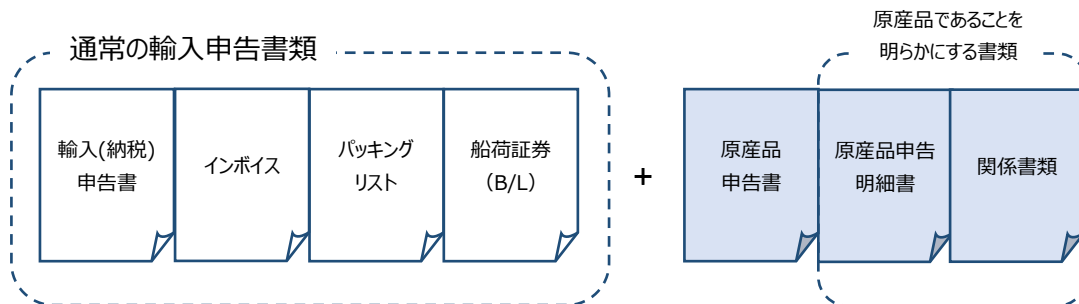 通常の輸入申告書類
輸入(納税)
申告書
インボイス
パッキング
リスト
船荷証券
（B/L）
+
原産品であることを
明らかにする書類
原産品
申告書
原産品申告
明細書
関係書類